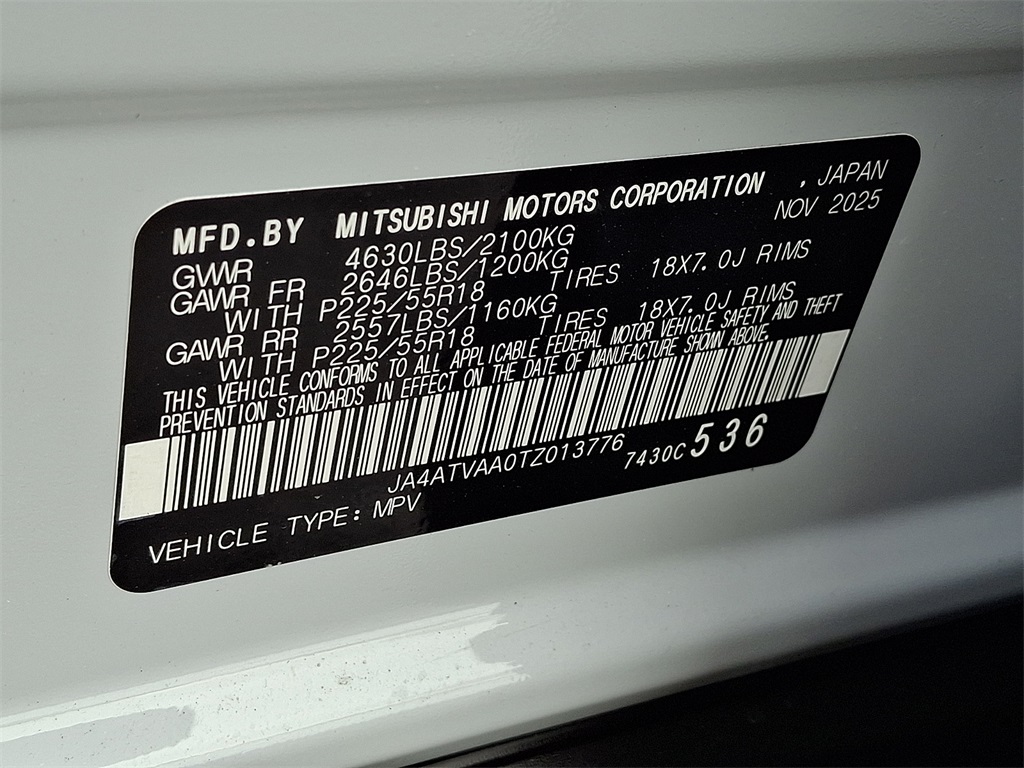 MFD.BY MITSUBISHI MOTORS CORPORATION , JAPAN
NOV 2025
GVWR 4630LBS/2100KG
GAWR FR 2646LBS/1200KG
WITH P225/55R18 TIRES 18X7.0J RIMS
GAWR RR 2557LBS/1160KG
WITH P225/55R18 TIRES 18X7.0J RIMS
THIS VEHICLE CONFORMS TO ALL APPLICABLE FEDERAL MOTOR VEHICLE SAFETY AND THEFT
PREVENTION STANDARDS IN EFFECT ON THE DATE OF MANUFACTURE SHOWN ABOVE.
JA4ATVAA0TZ013776 7430C536
VEHICLE TYPE: MPV